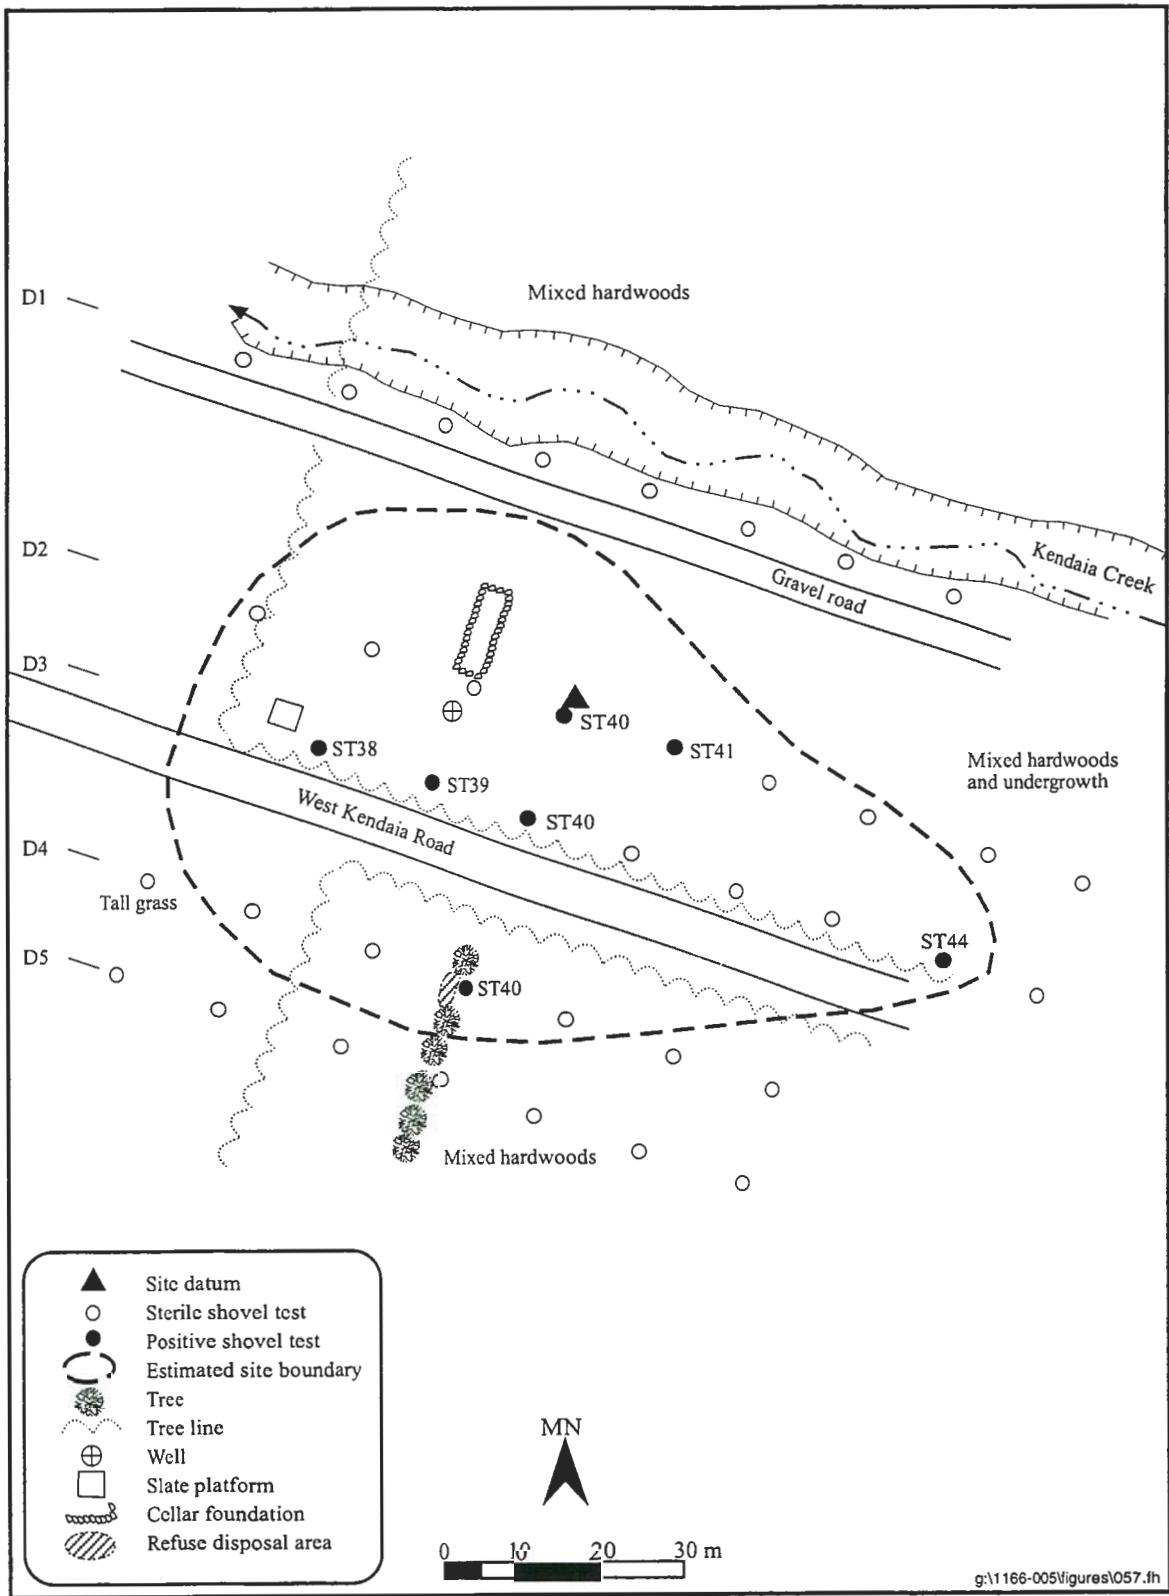 Mixed hardwoods
D1
D2
Kendaia Creek
Gravel road
D3
ST40
ST38
ST41
Mixed hardwoods
and undergrowth
ST39
West Kendaia Road
ST40
D4
Tall grass
ST44
D5
ST40
Mixed hardwoods
Site datum
Sterile shovel test
Positive shovel test
Estimated site boundary
Tree
Tree line
Well
Slate platform
Cellar foundation
Refuse disposal area
MN
0 10 20 30 m
g:\1166-005\figures\057.fh